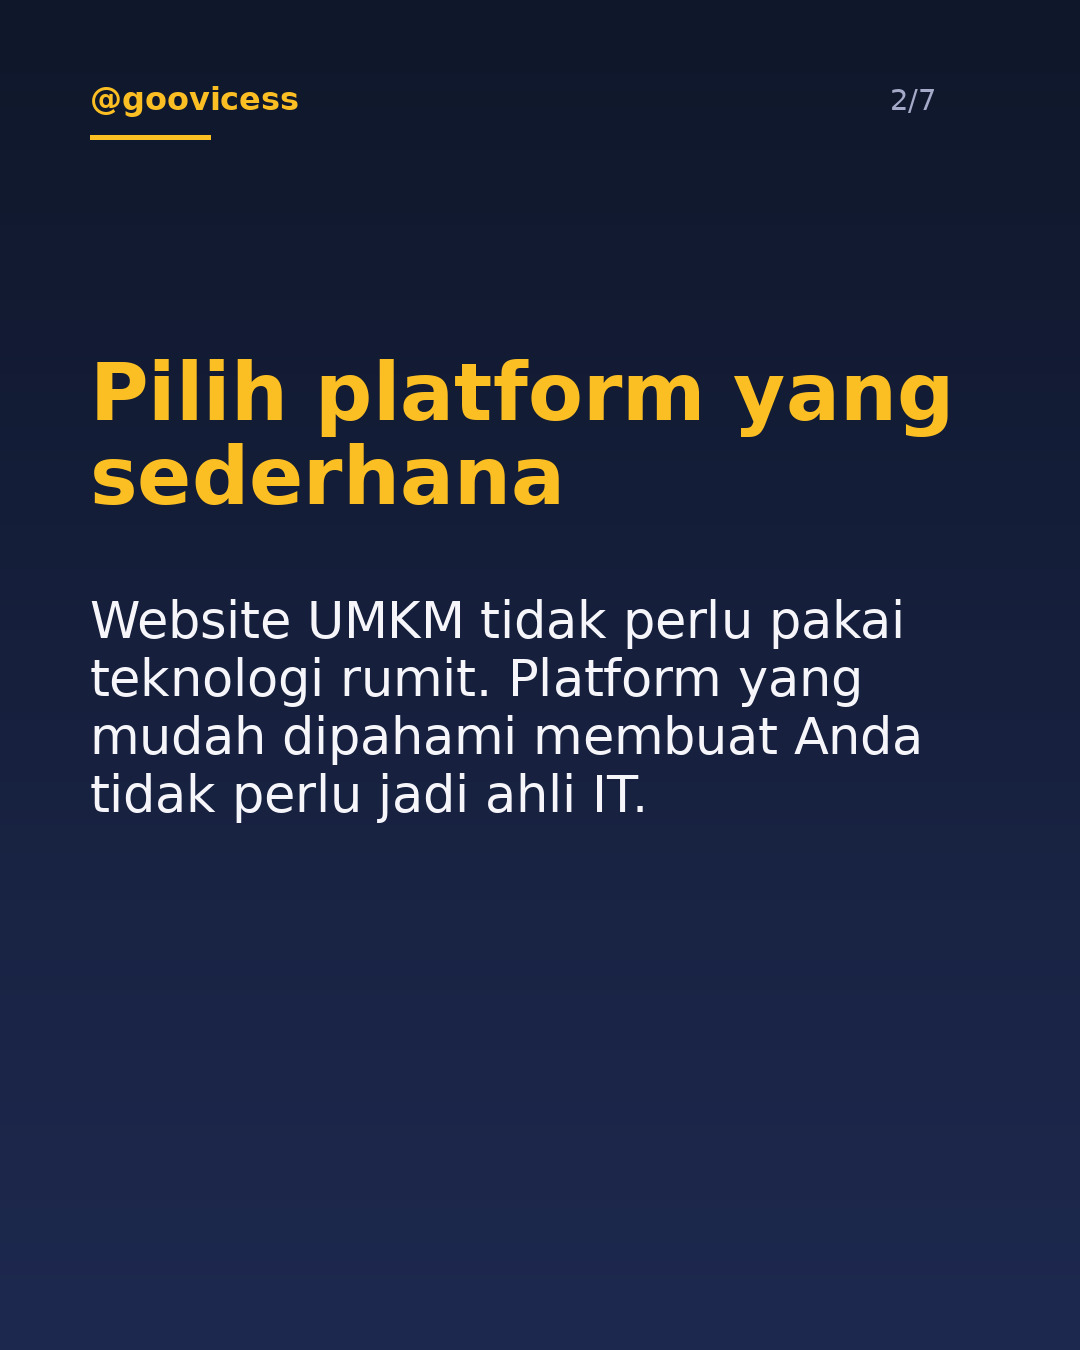 @goovicess
2/7
Pilih platform yang
sederhana
Website UMKM tidak perlu pakai
teknologi rumit. Platform yang
mudah dipahami membuat Anda
tidak perlu jadi ahli IT.